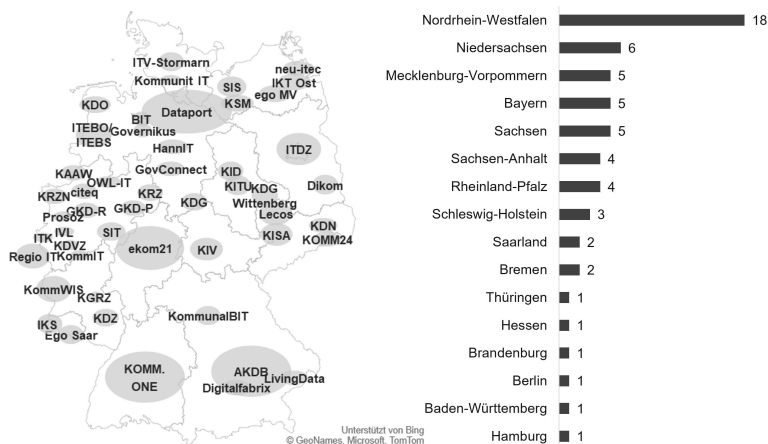 ITV-Stormarn
Kommunit IT
neu-itec
IKT Ost
ego MV
SIS
KSM
KDO
Dataport
BIT
Governikus
ITEBO/
ITEBS
HannIT
ITDZ
GovConnect
KAAW
OWL-IT
citeq
KRZN
KRZ
GKD-R
GKD-P
Prosoz
KID
KITU
KDG
Wittenberg
Lecos
Dikom
KDG
IVL
ITK
KDVZ
SIT
Regio IT
KommIT
ekom21
KIV
KISA
KDN
KOMM24
KommWIS
KGRZ
KDZ
IKS
Ego Saar
KommunalBIT
KOMM.
ONE
AKDB
LivingData
Digitalfabrix
Unterstützt von Bing
© GeoNames, Microsoft, TomTom
Nordrhein-Westfalen 18
Niedersachsen 6
Mecklenburg-Vorpommern 5
Bayern 5
Sachsen 5
Sachsen-Anhalt 4
Rheinland-Pfalz 4
Schleswig-Holstein 3
Saarland 2
Bremen 2
Thüringen 1
Hessen 1
Brandenburg 1
Berlin 1
Baden-Württemberg 1
Hamburg 1